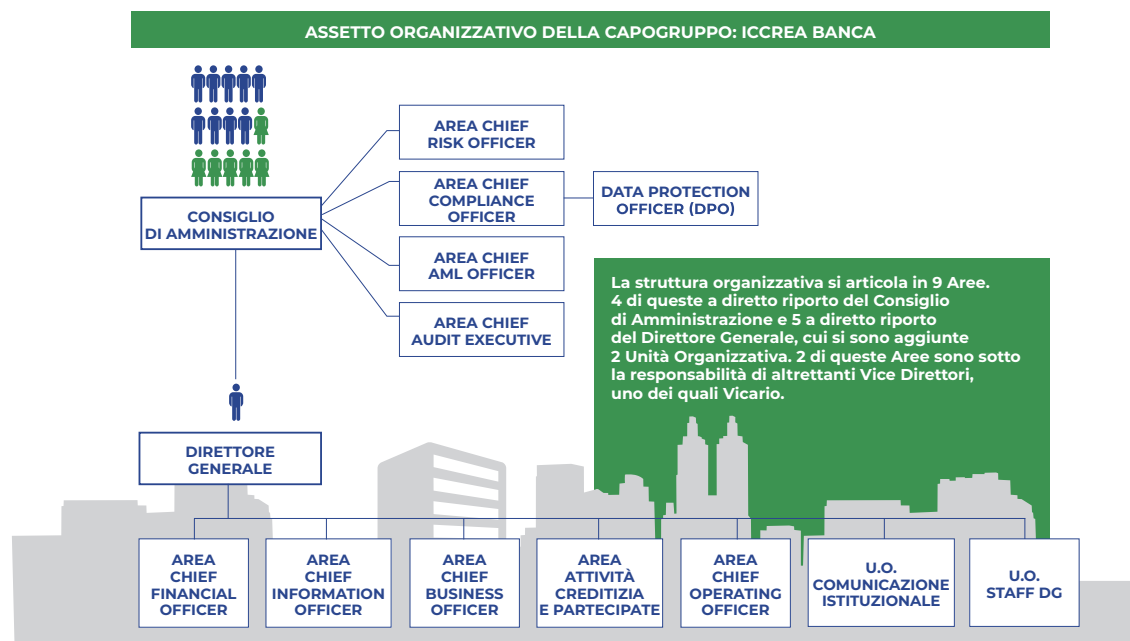 ASSETTO ORGANIZZATIVO DELLA CAPOGRUPPO: ICCREA BANCA
AREA CHIEF
RISK OFFICER
AREA CHIEF
COMPLIANCE
OFFICER
DATA PROTECTION
OFFICER (DPO)
CONSIGLIO
DI AMMINISTRAZIONE
AREA CHIEF
AML OFFICER
AREA CHIEF
AUDIT EXECUTIVE
La struttura organizzativa si articola in 9 Aree.
4 di queste a diretto riporto del Consiglio
di Amministrazione e 5 a diretto riporto
del Direttore Generale, cui si sono aggiunte
2 Unità Organizzativa. 2 di queste Aree sono sotto
la responsabilità di altrettanti Vice Direttori,
uno dei quali Vicario.
DIRETTORE
GENERALE
AREA
CHIEF
FINANCIAL
OFFICER
AREA
CHIEF
INFORMATION
OFFICER
AREA
CHIEF
BUSINESS
OFFICER
AREA
ATTIVITÀ
CREDITIZIA
E PARTECIPATE
AREA
CHIEF
OPERATING
OFFICER
U.O.
COMUNICAZIONE
ISTITUZIONALE
U.O.
STAFF DG